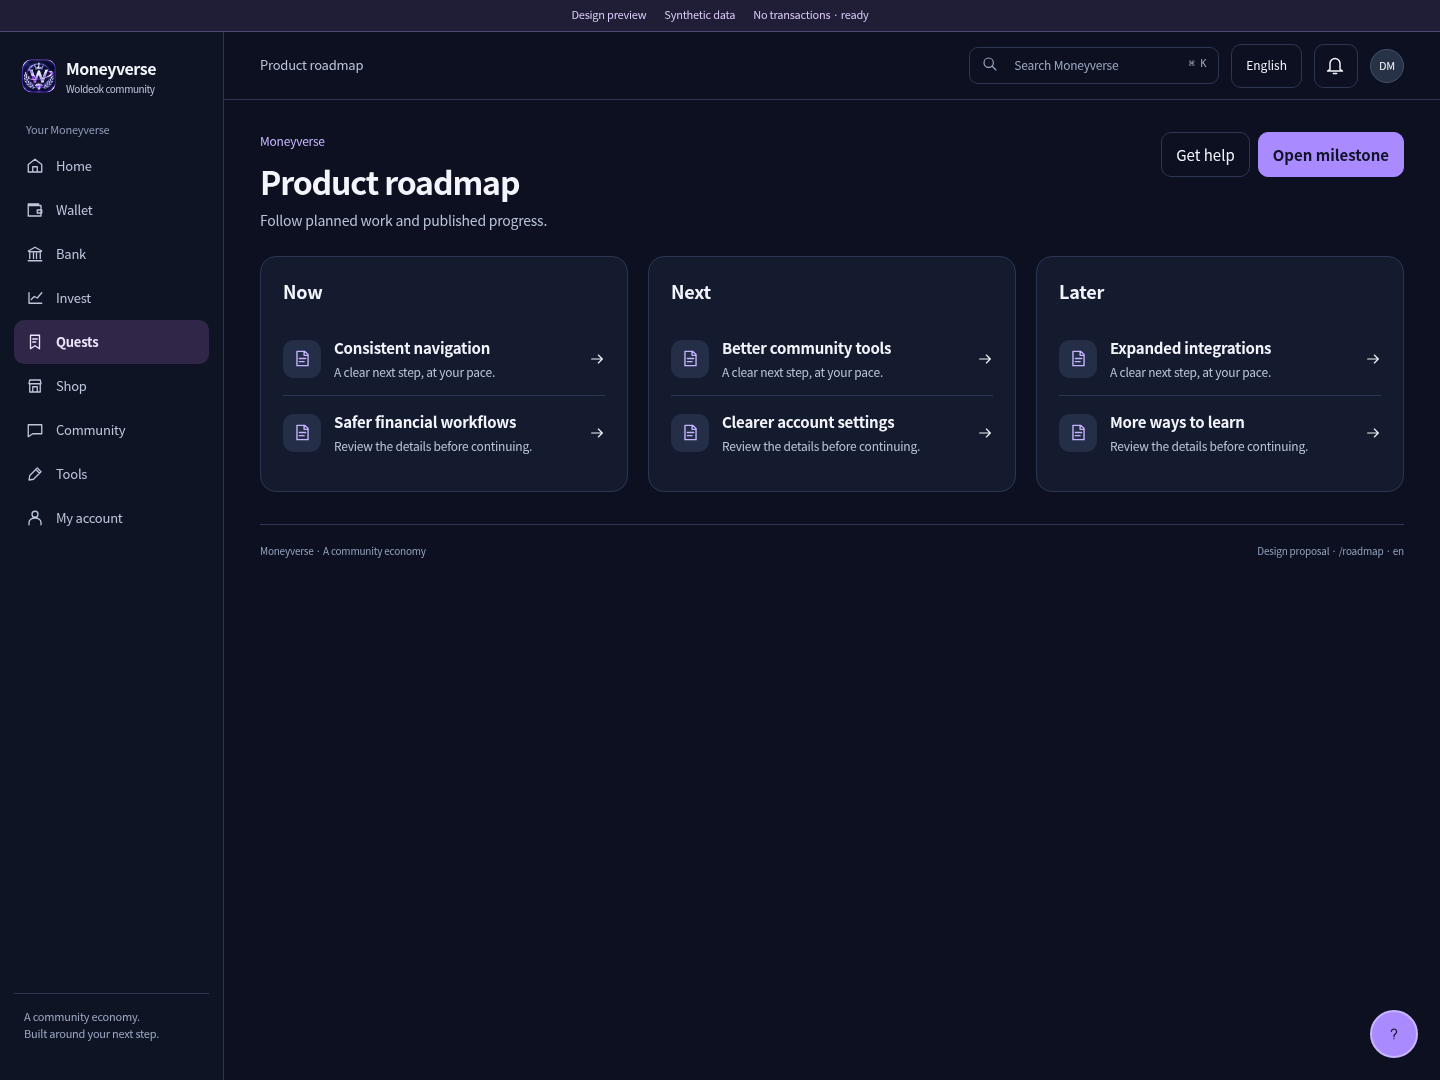 Design preview Synthetic data No transactions · ready
Moneyverse
Woldeok community
Your Moneyverse
Home
Wallet
Bank
Invest
Quests
Shop
Community
Tools
My account
A community economy.
Built around your next step.
Product roadmap
Search Moneyverse ⌘ K
English
DM
Moneyverse
Product roadmap
Follow planned work and published progress.
Get help
Open milestone
Now
Consistent navigation
A clear next step, at your pace.
Safer financial workflows
Review the details before continuing.
Next
Better community tools
A clear next step, at your pace.
Clearer account settings
Review the details before continuing.
Later
Expanded integrations
A clear next step, at your pace.
More ways to learn
Review the details before continuing.
Moneyverse · A community economy
Design proposal · /roadmap · en
?